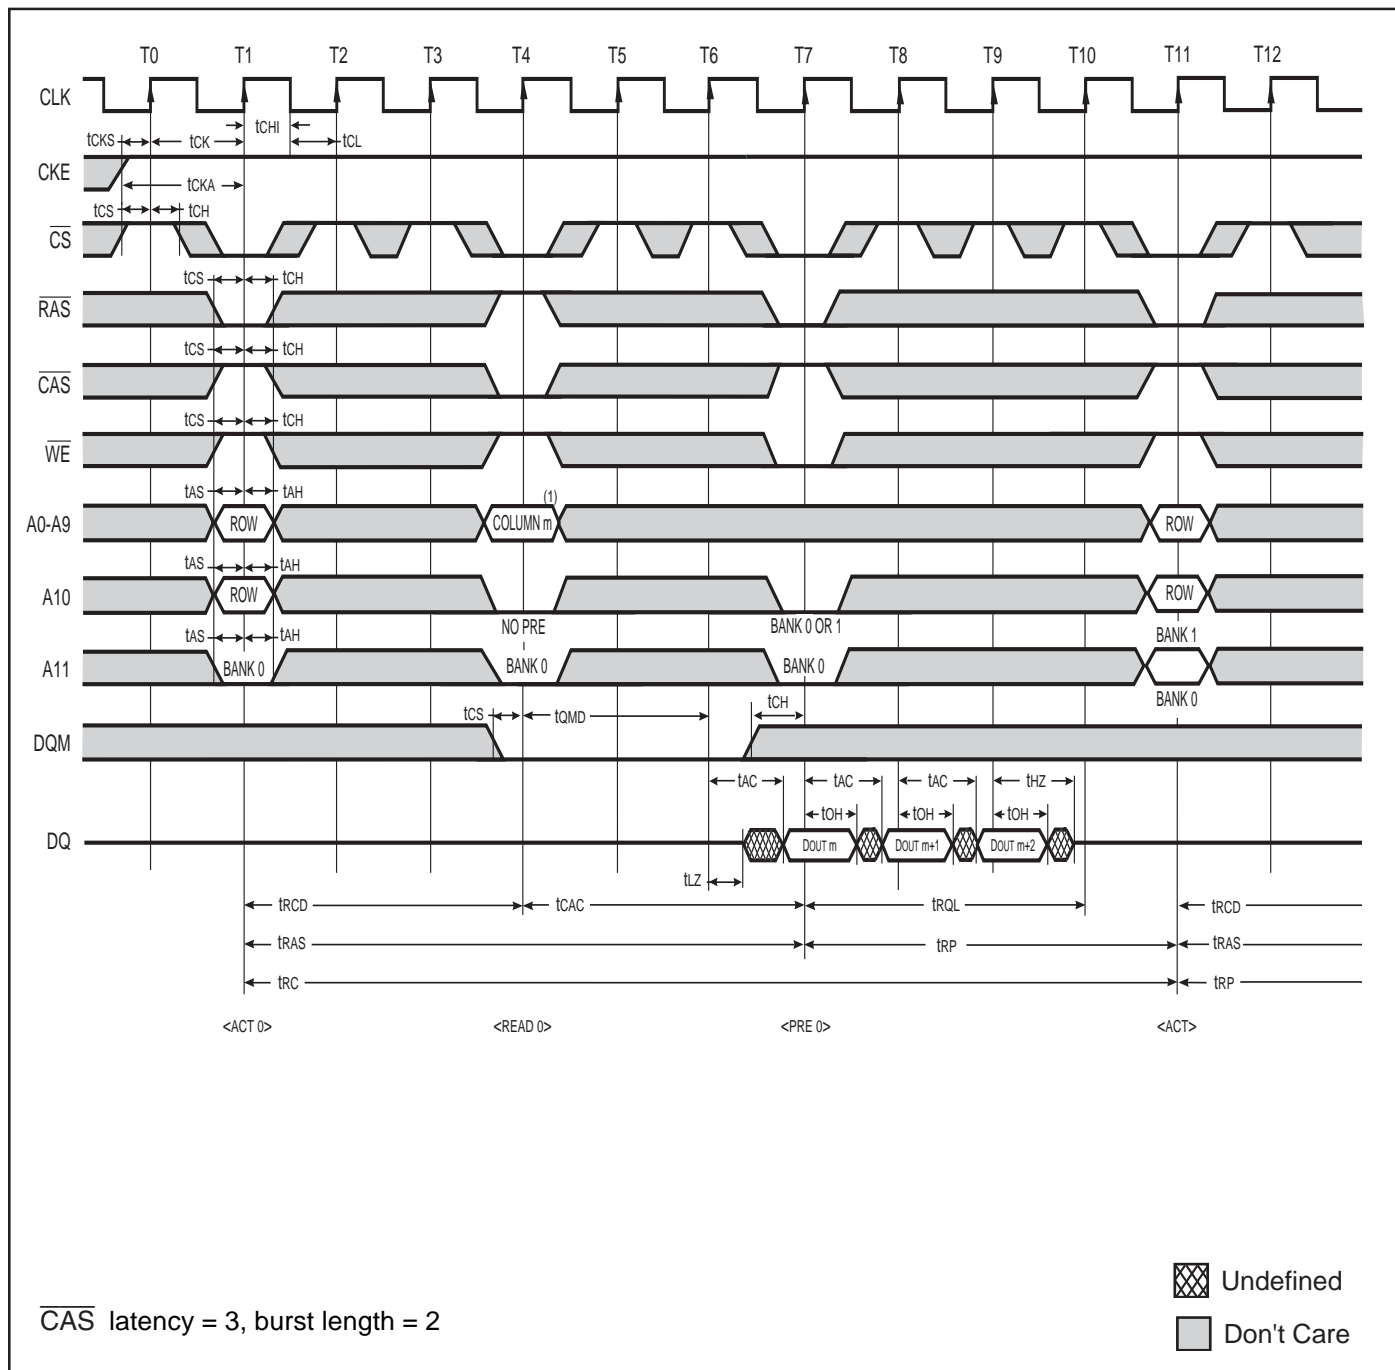 T0 T1 T2 T3 T4 T5 T6 T7 T8 T9 T10 T11 T12
CLK
tCHI
tCKS tCK tCL
CKE
tCKA
tCS tCH
CS
tCS tCH
RAS
tCS tCH
CAS
tCS tCH
WE
tAS tAH (1)
A0-A9 ROW COLUMN m ROW
tAS tAH
A10 ROW ROW
NO PRE BANK 0 OR 1
tAS tAH BANK 1
A11 BANK 0 BANK 0 BANK 0
BANK 0
tCS tQMD tCH
DQM
tAC tAC tAC tHZ
tOH tOH tOH
DQ DOUT m DOUT m+1 DOUT m+2
tLZ
tRCD tCAC tRQL tRCD
tRAS tRP tRAS
tRC tRP
<ACT 0> <READ 0> <PRE 0> <ACT>
Undefined
CAS latency = 3, burst length = 2
Don't Care